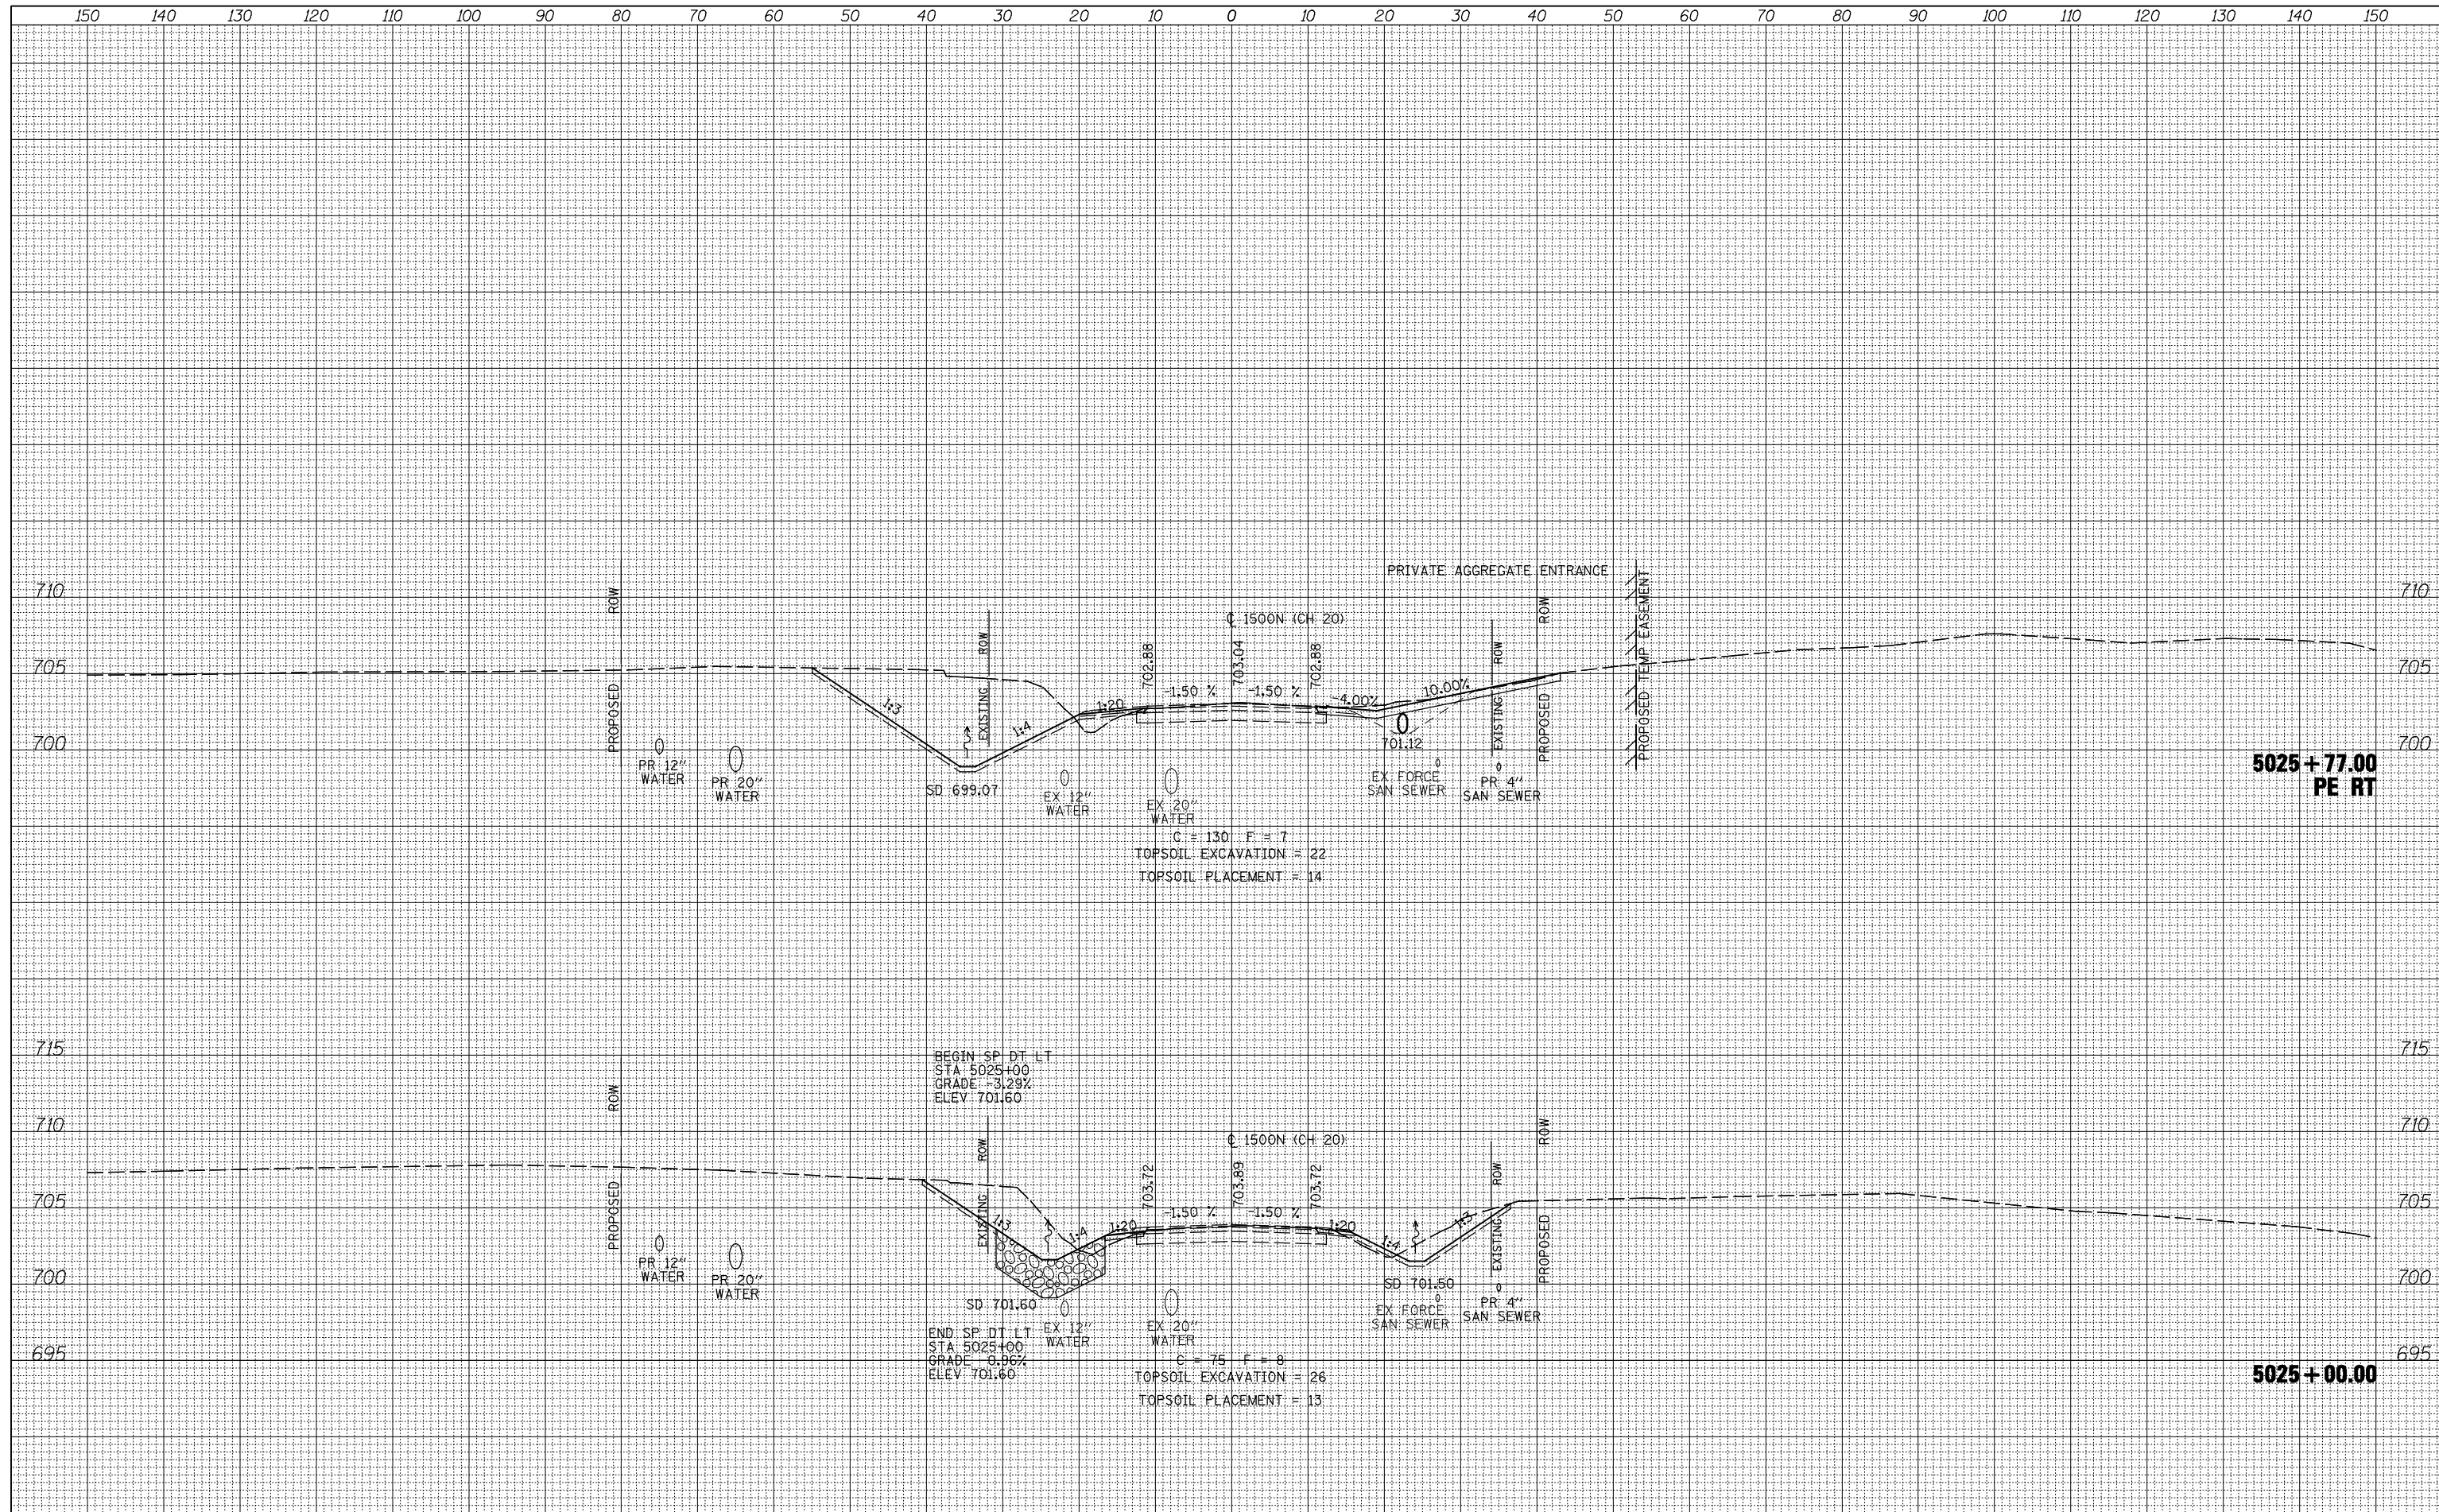 150 140 130 120 110 100 90 80 70 60 50 40 30 20 10 0 10 20 30 40 50 60 70 80 90 100 110 120 130 140 150
PRIVATE AGGREGATE ENTRANCE
710 710
PROPOSED ROW
EXISTING ROW
℄ 1500N (CH 20)
702.88
703.04
702.88
EXISTING ROW
PROPOSED ROW
PROPOSED TEMP EASEMENT
705 705
1:3
1:4
1:20
-1.50 %
-1.50 %
-4.00%
10.00%
700 700
701.12
PR 12"
WATER
PR 20"
WATER
SD 699.07
EX 12"
WATER
EX 20"
WATER
EX FORCE
SAN SEWER
PR 4"
SAN SEWER
5025+77.00
PE RT
C = 130 F = 7
TOPSOIL EXCAVATION = 22
TOPSOIL PLACEMENT = 14
715 715
BEGIN SP DT LT
STA 5025+00
GRADE -3.29%
ELEV 701.60
710 710
PROPOSED ROW
EXISTING ROW
℄ 1500N (CH 20)
703.72
703.89
703.72
EXISTING ROW
PROPOSED ROW
705 705
1:3
1:4
1:20
-1.50 %
-1.50 %
1:20
1:4
1:3
700 700
PR 12"
WATER
PR 20"
WATER
SD 701.60
EX 12"
WATER
EX 20"
WATER
SD 701.50
EX FORCE
SAN SEWER
PR 4"
SAN SEWER
END SP DT LT
STA 5025+00
GRADE 0.96%
ELEV 701.60
695 695
C = 75 F = 8
TOPSOIL EXCAVATION = 26
TOPSOIL PLACEMENT = 13
5025+00.00